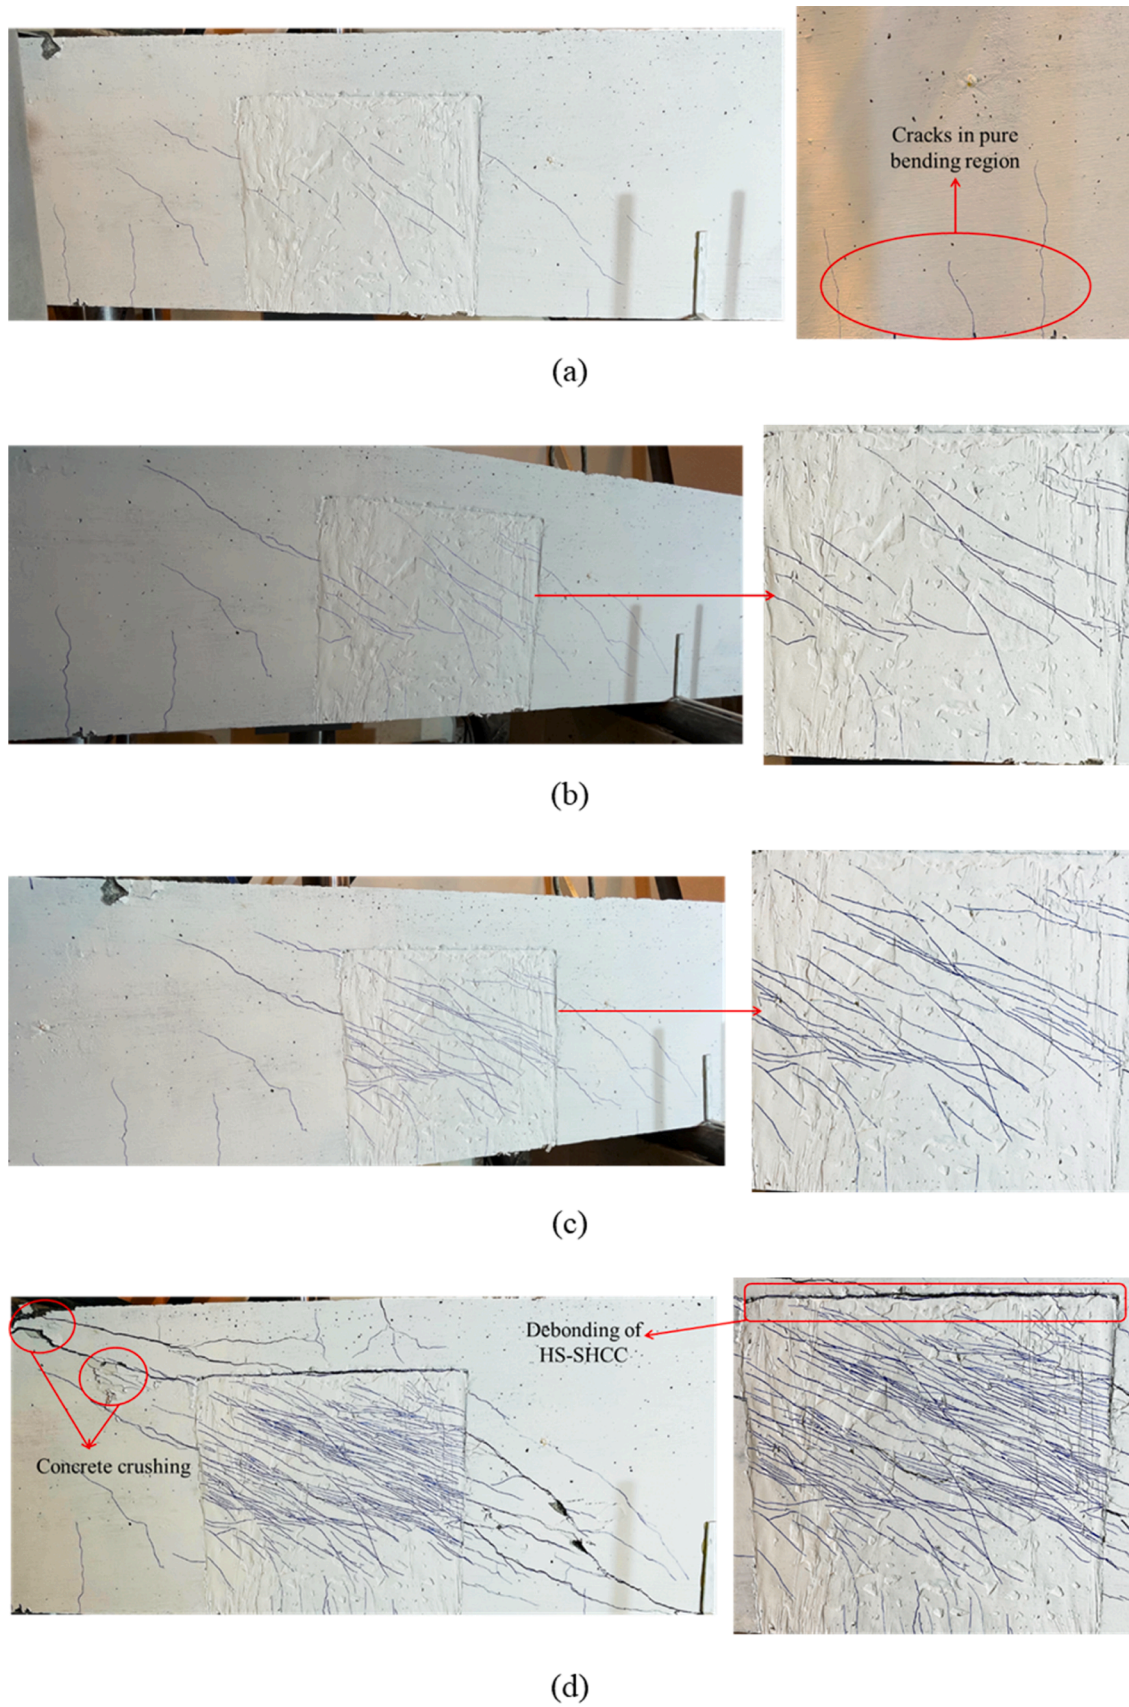 Cracks in pure
bending region
(a)
(b)
(c)
Debonding of
HS-SHCC
Concrete crushing
(d)